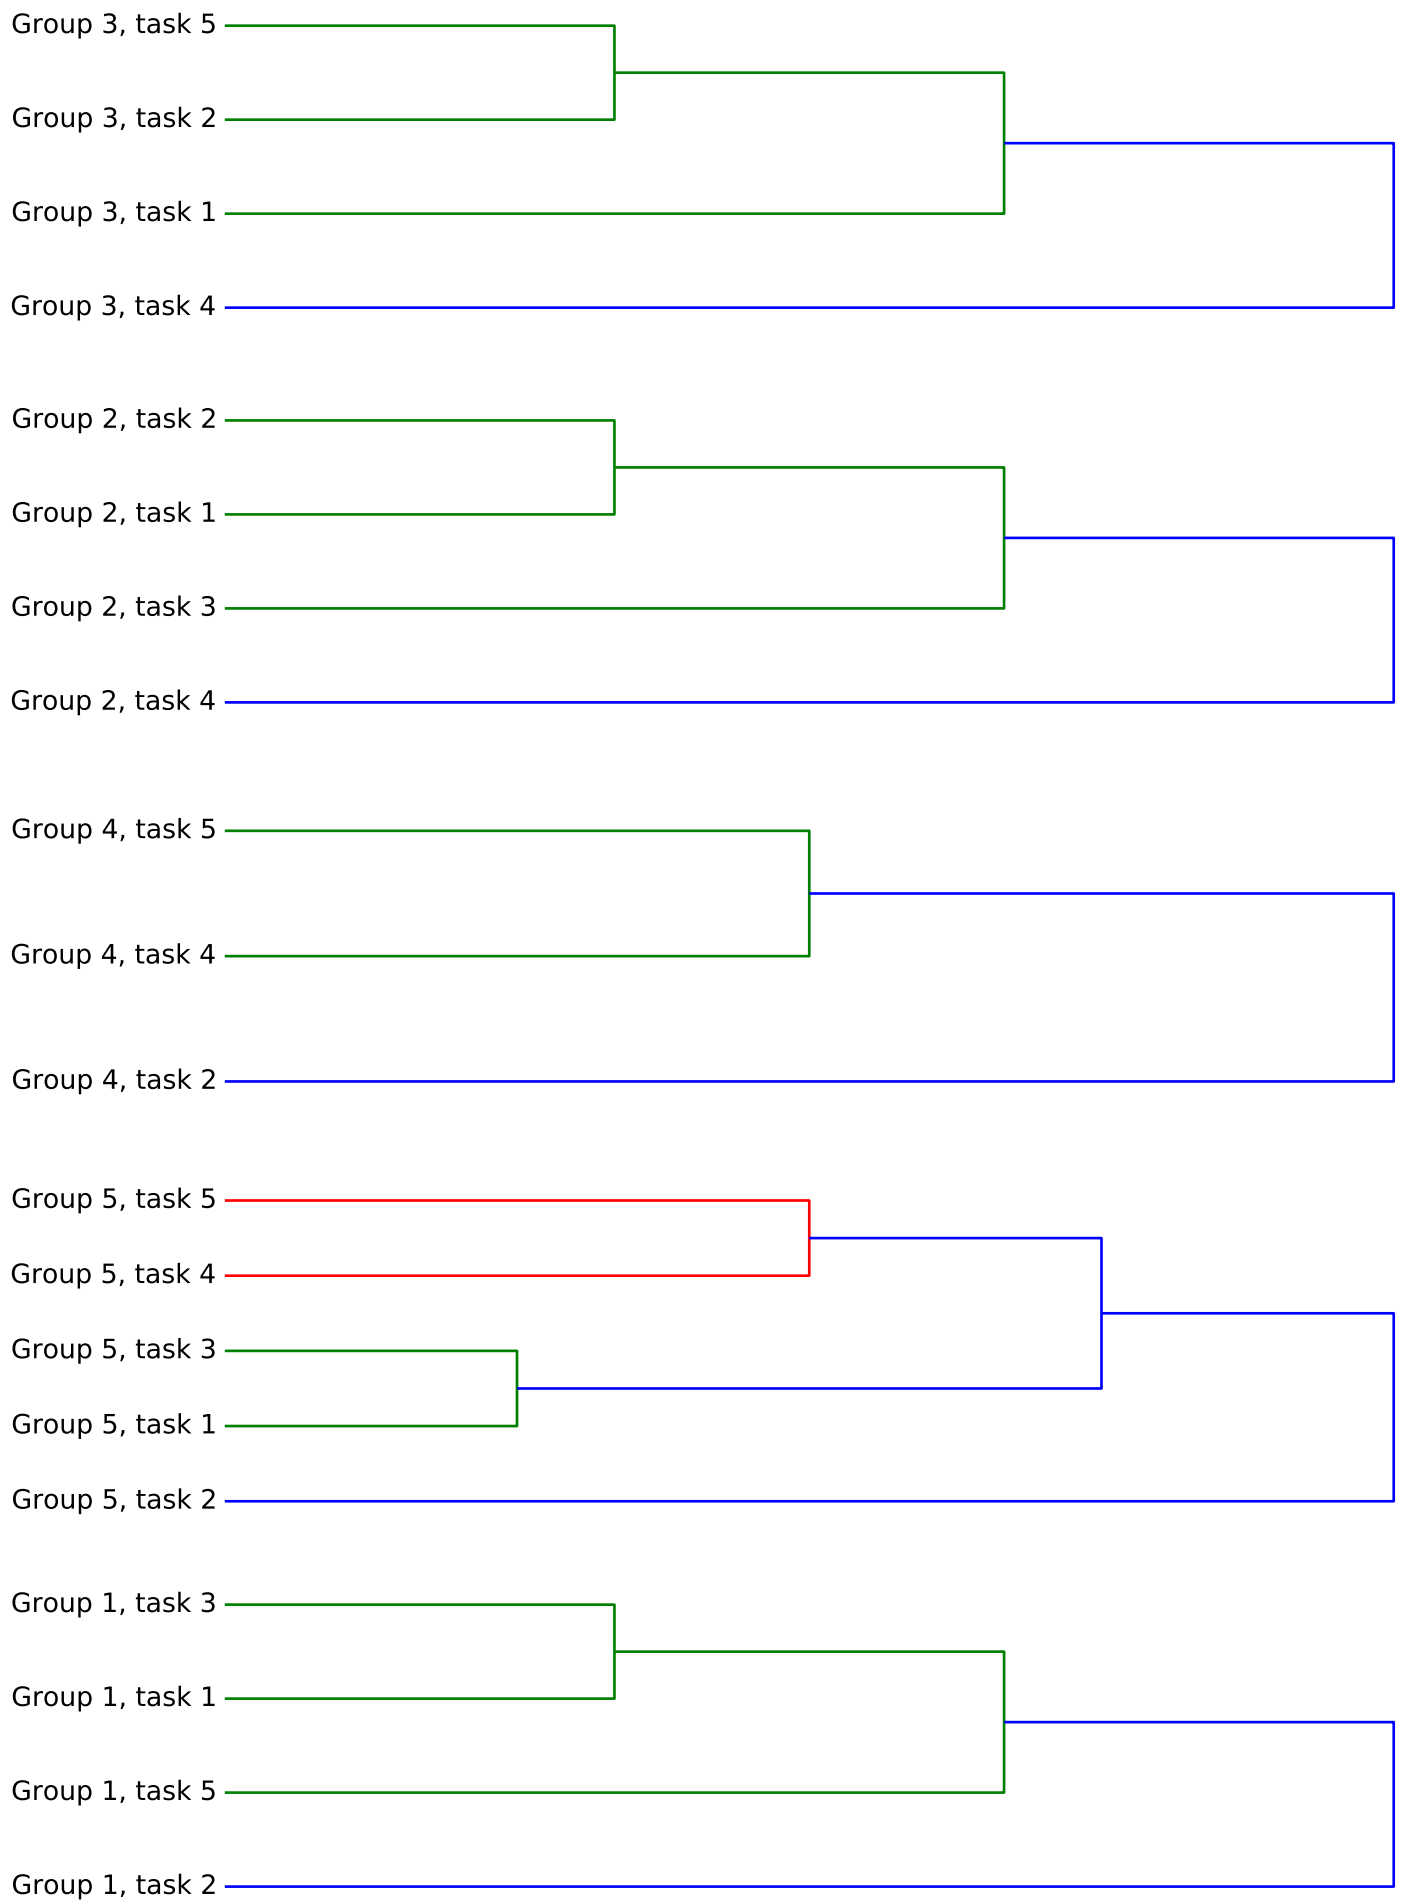 Group 3, task 5
Group 3, task 2
Group 3, task 1
Group 3, task 4
Group 2, task 2
Group 2, task 1
Group 2, task 3
Group 2, task 4
Group 4, task 5
Group 4, task 4
Group 4, task 2
Group 5, task 5
Group 5, task 4
Group 5, task 3
Group 5, task 1
Group 5, task 2
Group 1, task 3
Group 1, task 1
Group 1, task 5
Group 1, task 2